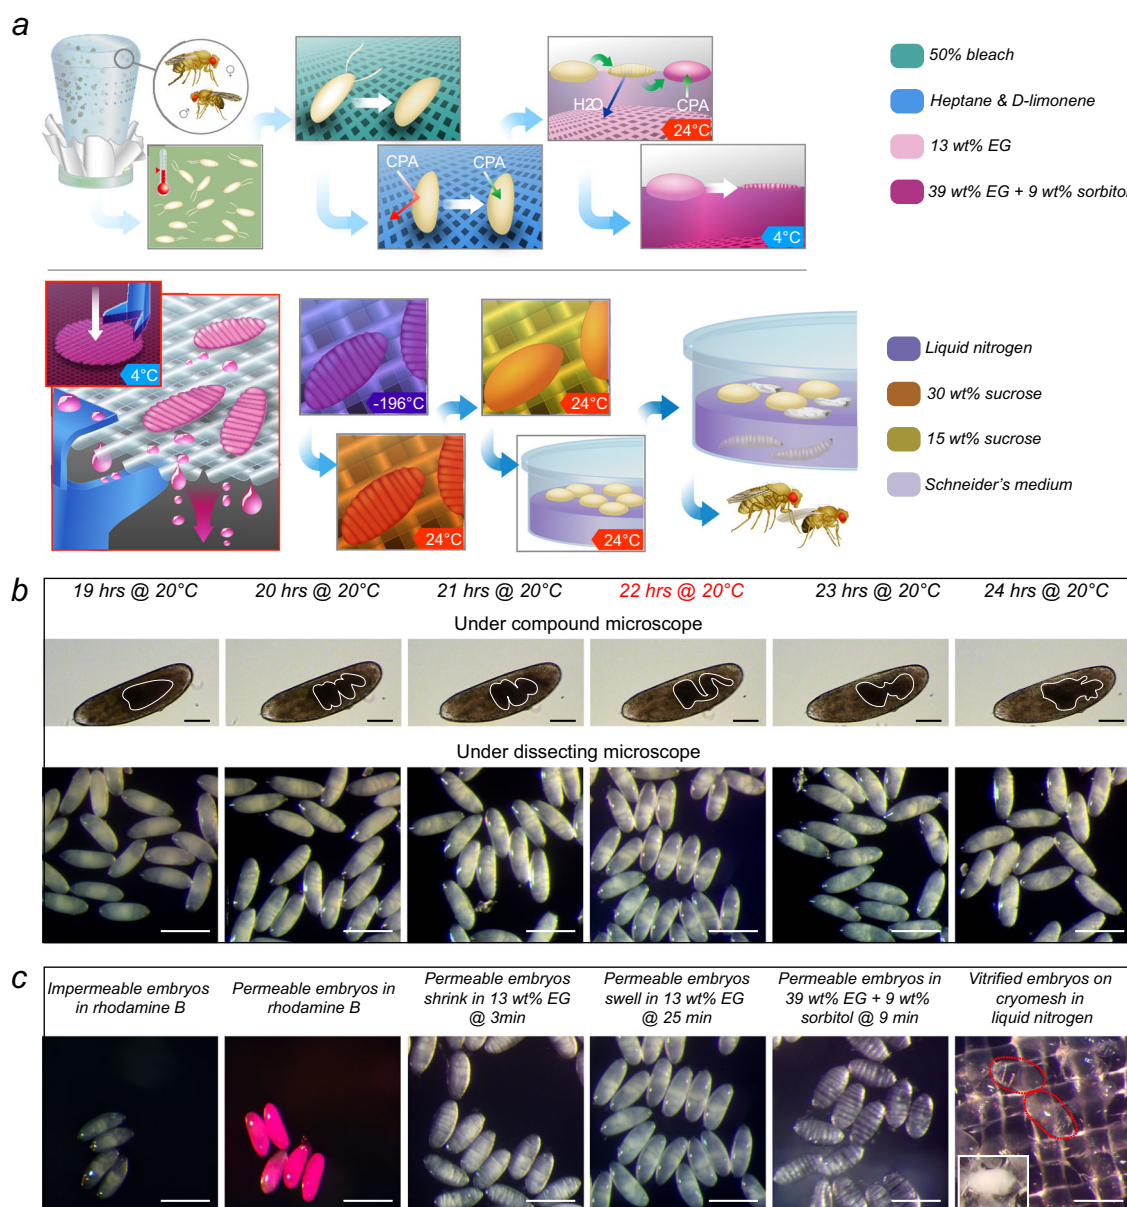 a
50% bleach
Heptane & D-limonene
13 wt% EG
39 wt% EG + 9 wt% sorbitol
♀
♂
H2O
CPA
24°C
CPA
CPA
4°C
4°C
-196°C
24°C
24°C
24°C
Liquid nitrogen
30 wt% sucrose
15 wt% sucrose
Schneider's medium
b
19 hrs @ 20°C
20 hrs @ 20°C
21 hrs @ 20°C
22 hrs @ 20°C
23 hrs @ 20°C
24 hrs @ 20°C
Under compound microscope
Under dissecting microscope
c
Impermeable embryos
in rhodamine B
Permeable embryos in
rhodamine B
Permeable embryos
shrink in 13 wt% EG
@ 3min
Permeable embryos
swell in 13 wt% EG
@ 25 min
Permeable embryos in
39 wt% EG + 9 wt%
sorbitol @ 9 min
Vitrified embryos on
cryomesh in
liquid nitrogen